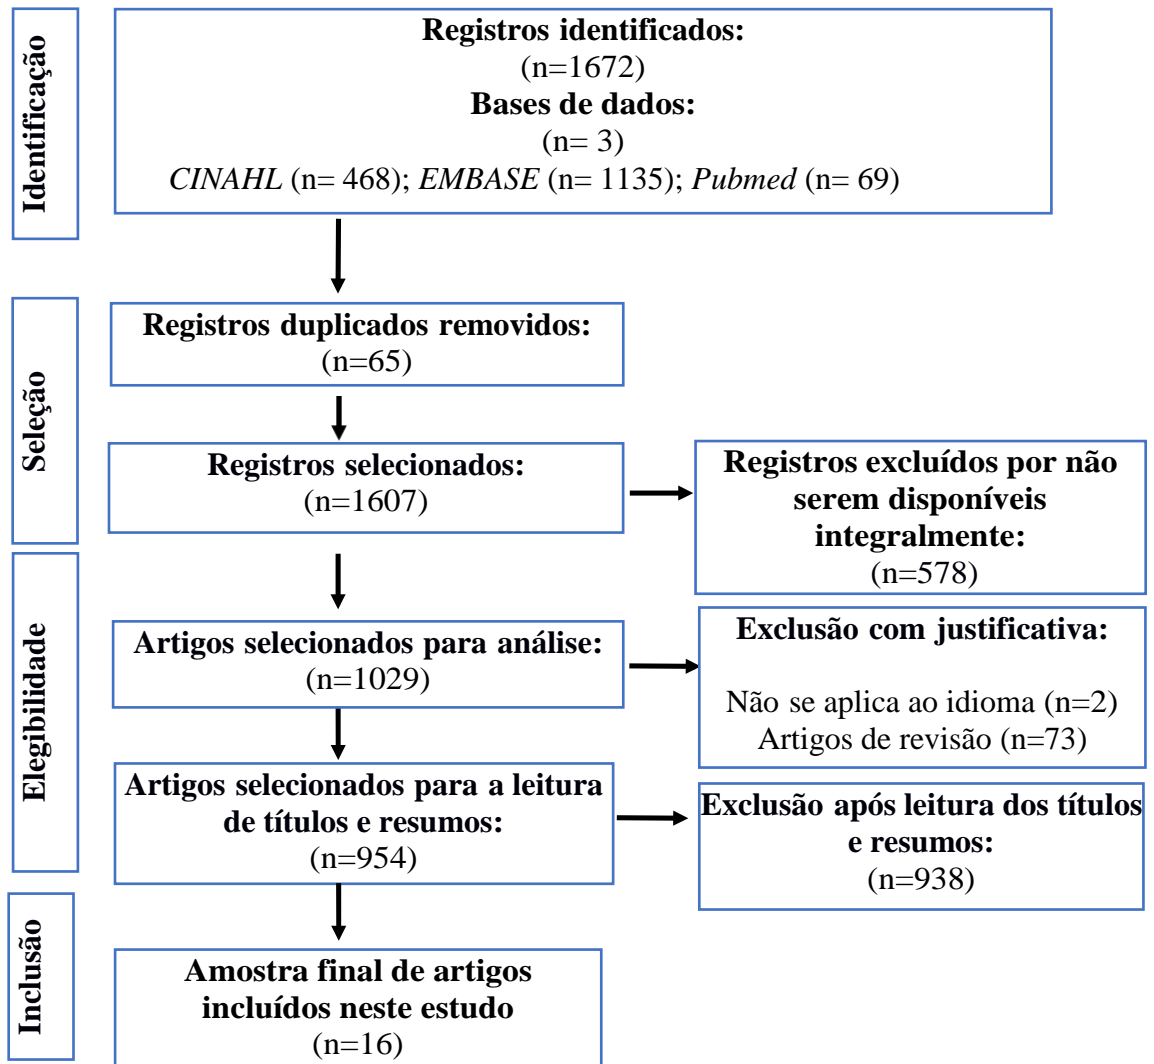 Identificação
Registros identificados:
(n=1672)
Bases de dados:
(n= 3)
CINAHL (n= 468); EMBASE (n= 1135); Pubmed (n= 69)
Seleção
Registros duplicados removidos:
(n=65)
Registros selecionados:
(n=1607)
Registros excluídos por não
serem disponíveis
integralmente:
(n=578)
Elegibilidade
Artigos selecionados para análise:
(n=1029)
Exclusão com justificativa:
Não se aplica ao idioma (n=2)
Artigos de revisão (n=73)
Artigos selecionados para a leitura
de títulos e resumos:
(n=954)
Exclusão após leitura dos títulos
e resumos:
(n=938)
Inclusão
Amostra final de artigos
incluídos neste estudo
(n=16)